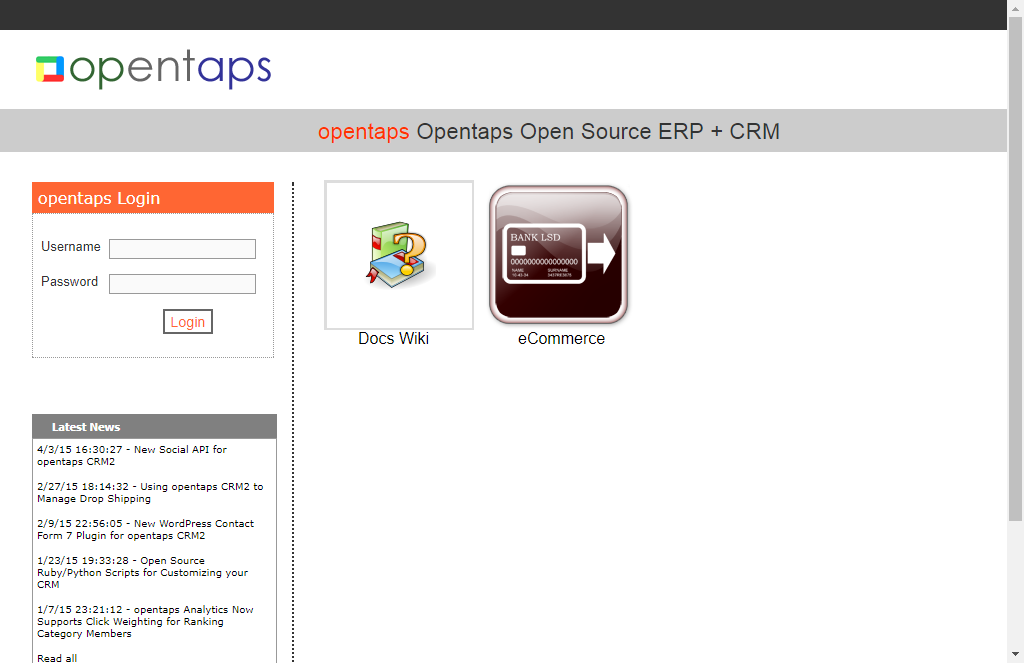 opentaps
opentaps Opentaps Open Source ERP + CRM
opentaps Login
Username
Password
Login
BANK LSD
0000000000000000
NAME SURNAME
Docs Wiki
eCommerce
Latest News
4/3/15 16:30:27 - New Social API for
opentaps CRM2
2/27/15 18:14:32 - Using opentaps CRM2 to
Manage Drop Shipping
2/9/15 22:56:05 - New WordPress Contact
Form 7 Plugin for opentaps CRM2
1/23/15 19:33:28 - Open Source
Ruby/Python Scripts for Customizing your
CRM
1/7/15 23:21:12 - opentaps Analytics Now
Supports Click Weighting for Ranking
Category Members
Read all